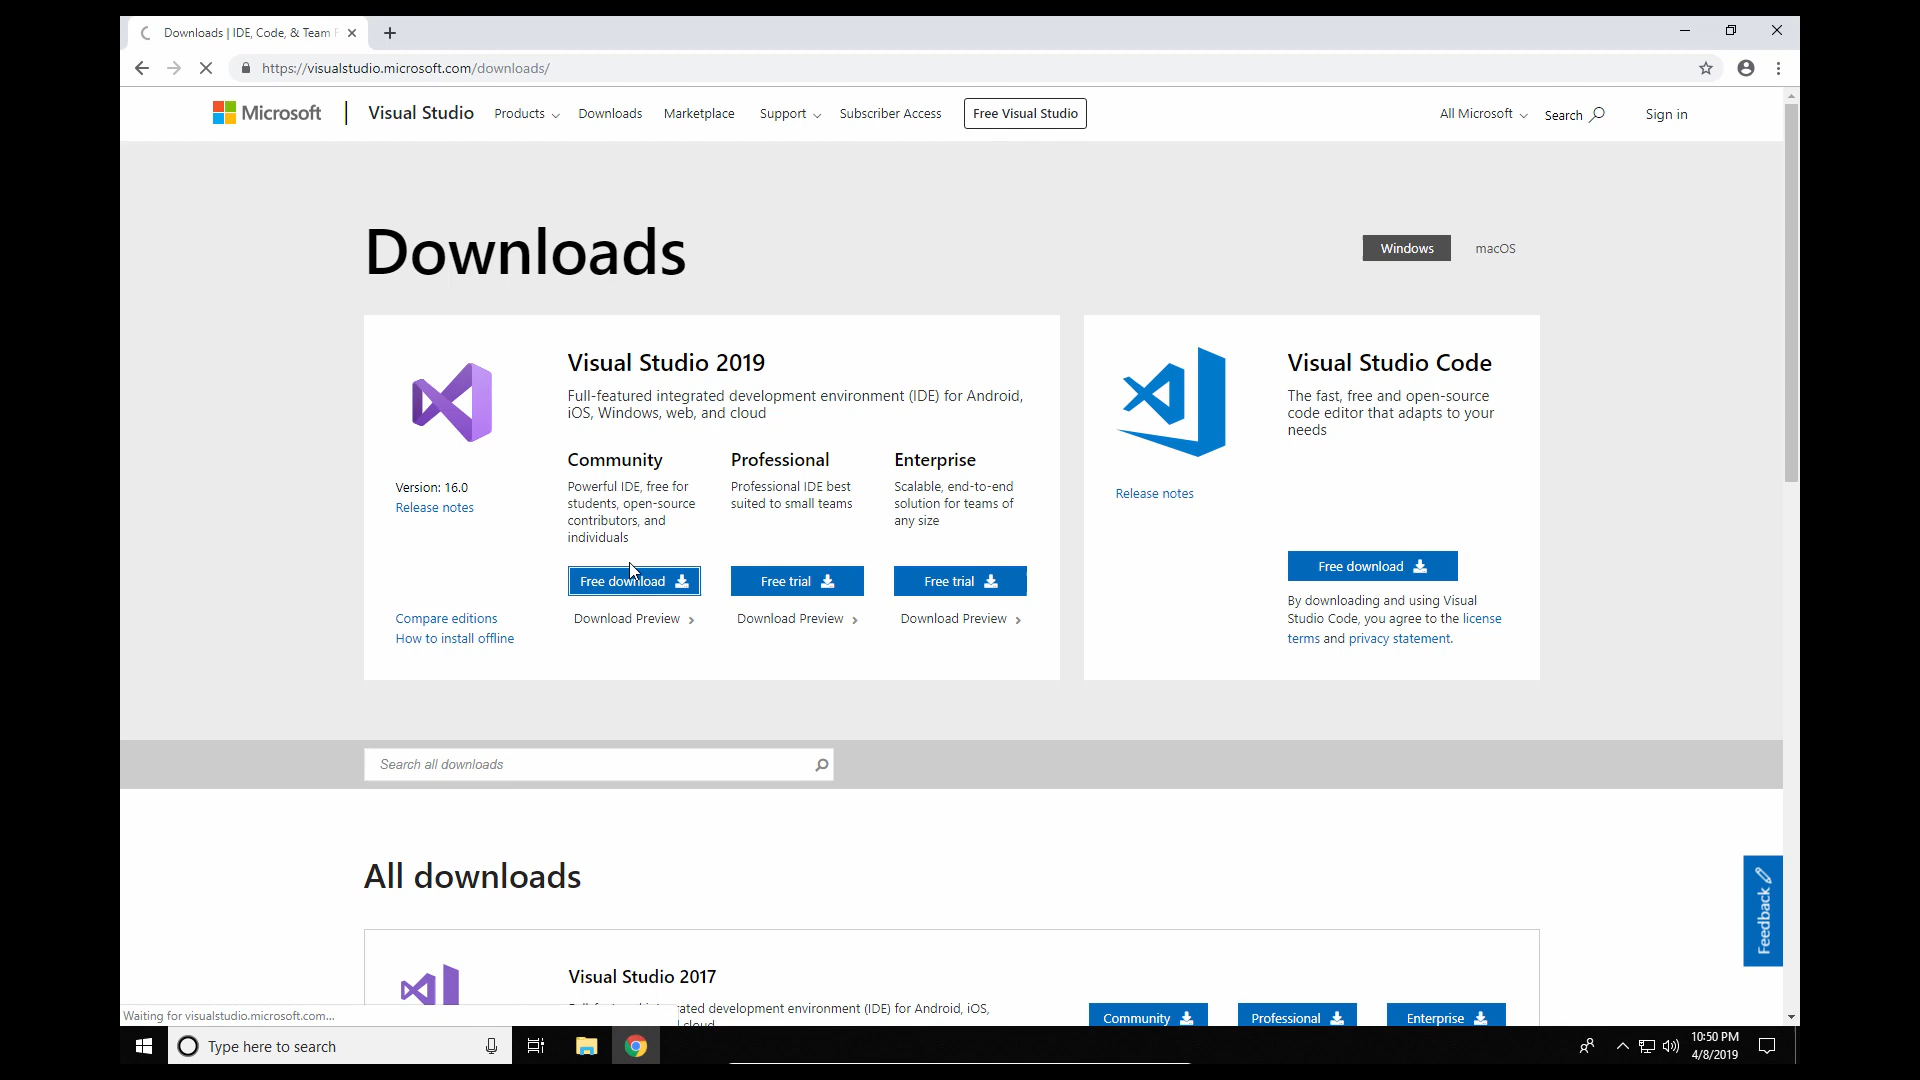 Downloads | IDE, Code, & Team
https://visualstudio.microsoft.com/downloads/
Microsoft
Visual Studio
Products
Downloads
Marketplace
Support
Subscriber Access
Free Visual Studio
All Microsoft
Search
Sign in
Downloads
Windows
macOS
Visual Studio 2019
Full-featured integrated development environment (IDE) for Android,
iOS, Windows, web, and cloud
Version: 16.0
Release notes
Compare editions
How to install offline
Community
Powerful IDE, free for
students, open-source
contributors, and
individuals
Free download
Download Preview
Professional
Professional IDE best
suited to small teams
Free trial
Download Preview
Enterprise
Scalable, end-to-end
solution for teams of
any size
Free trial
Download Preview
Visual Studio Code
The fast, free and open-source
code editor that adapts to your
needs
Release notes
Free download
By downloading and using Visual
Studio Code, you agree to the license
terms and privacy statement.
Search all downloads
All downloads
Feedback
Visual Studio 2017
development environment (IDE) for Android, iOS,
cloud
Community
Professional
Enterprise
Waiting for visualstudio.microsoft.com...
Type here to search
10:50 PM
4/8/2019